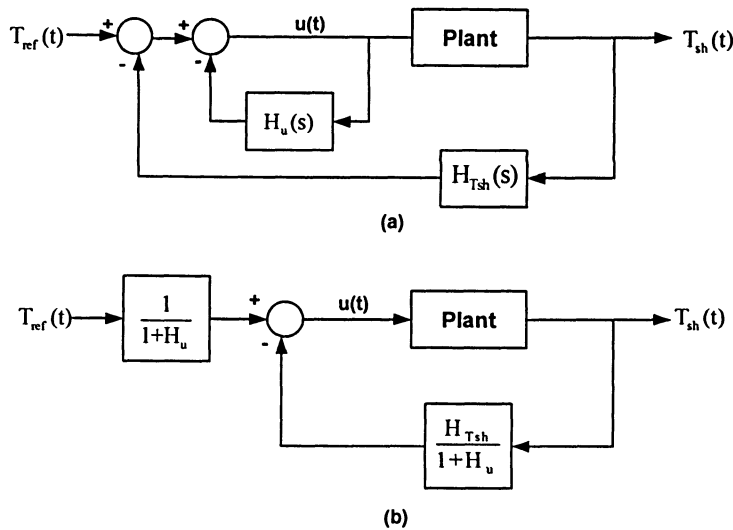 T_ref(t)
+
-
+
-
u(t)
Plant
T_sh(t)
H_u(s)
H_Tsh(s)
(a)
T_ref(t)
1
1+H_u
+
-
u(t)
Plant
T_sh(t)
H_Tsh
1+H_u
(b)